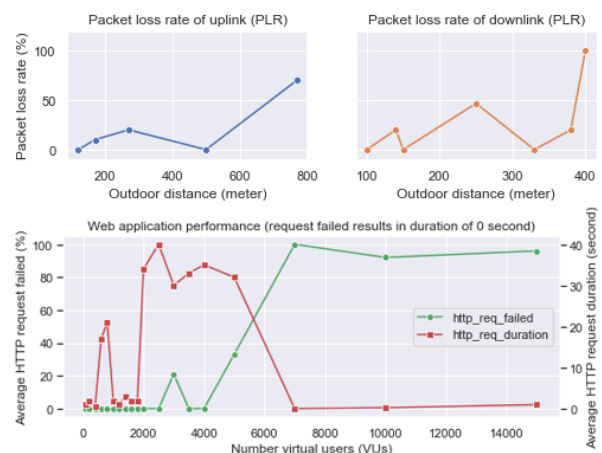 Packet loss rate of uplink (PLR)
Packet loss rate of downlink (PLR)
Packet loss rate (%)
100
50
0
200
400
600
800
Outdoor distance (meter)
100
200
300
400
Outdoor distance (meter)
Web application performance (request failed results in duration of 0 second)
Average HTTP request failed (%)
100
80
60
40
20
0
http_req_failed
http_req_duration
40
30
20
10
0
Average HTTP request duration (second)
0
2000
4000
6000
8000
10000
12000
14000
Number virtual users (VUs)